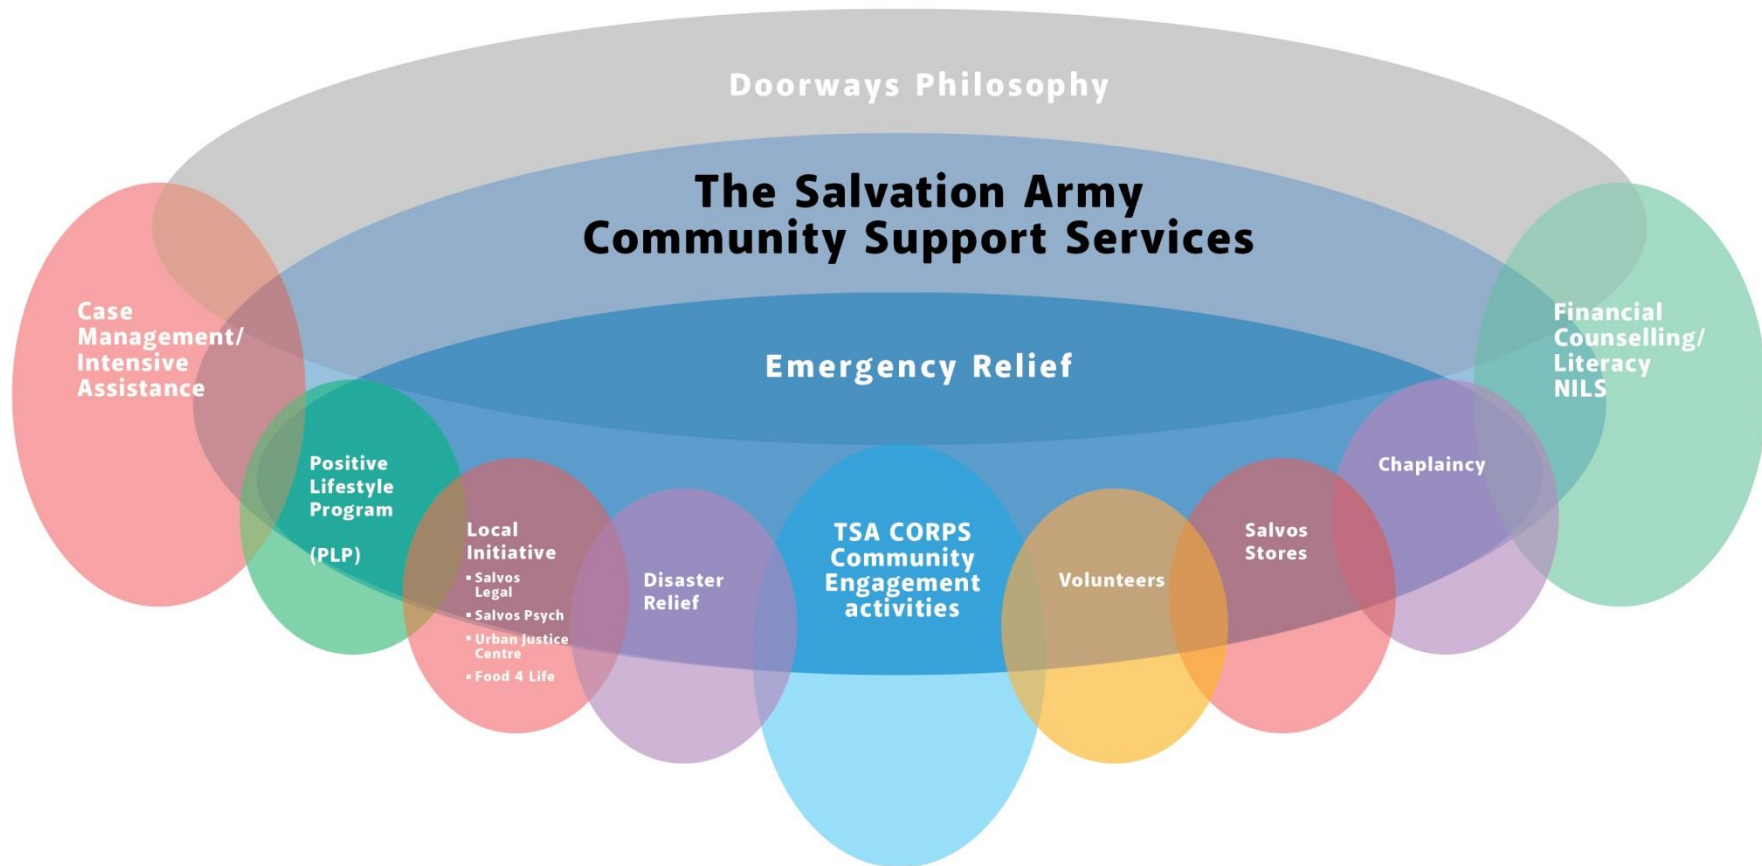 Doorways Philosophy
The Salvation Army
Community Support Services
Emergency Relief
Case
Management/
Intensive
Assistance
Positive
Lifestyle
Program
(PLP)
Local
Initiative
▪ Salvos
Legal
▪ Salvos Psych
▪ Urban Justice
Centre
▪ Food 4 Life
Disaster
Relief
TSA CORPS
Community
Engagement
activities
Volunteers
Salvos
Stores
Chaplaincy
Financial
Counselling/
Literacy
NILS